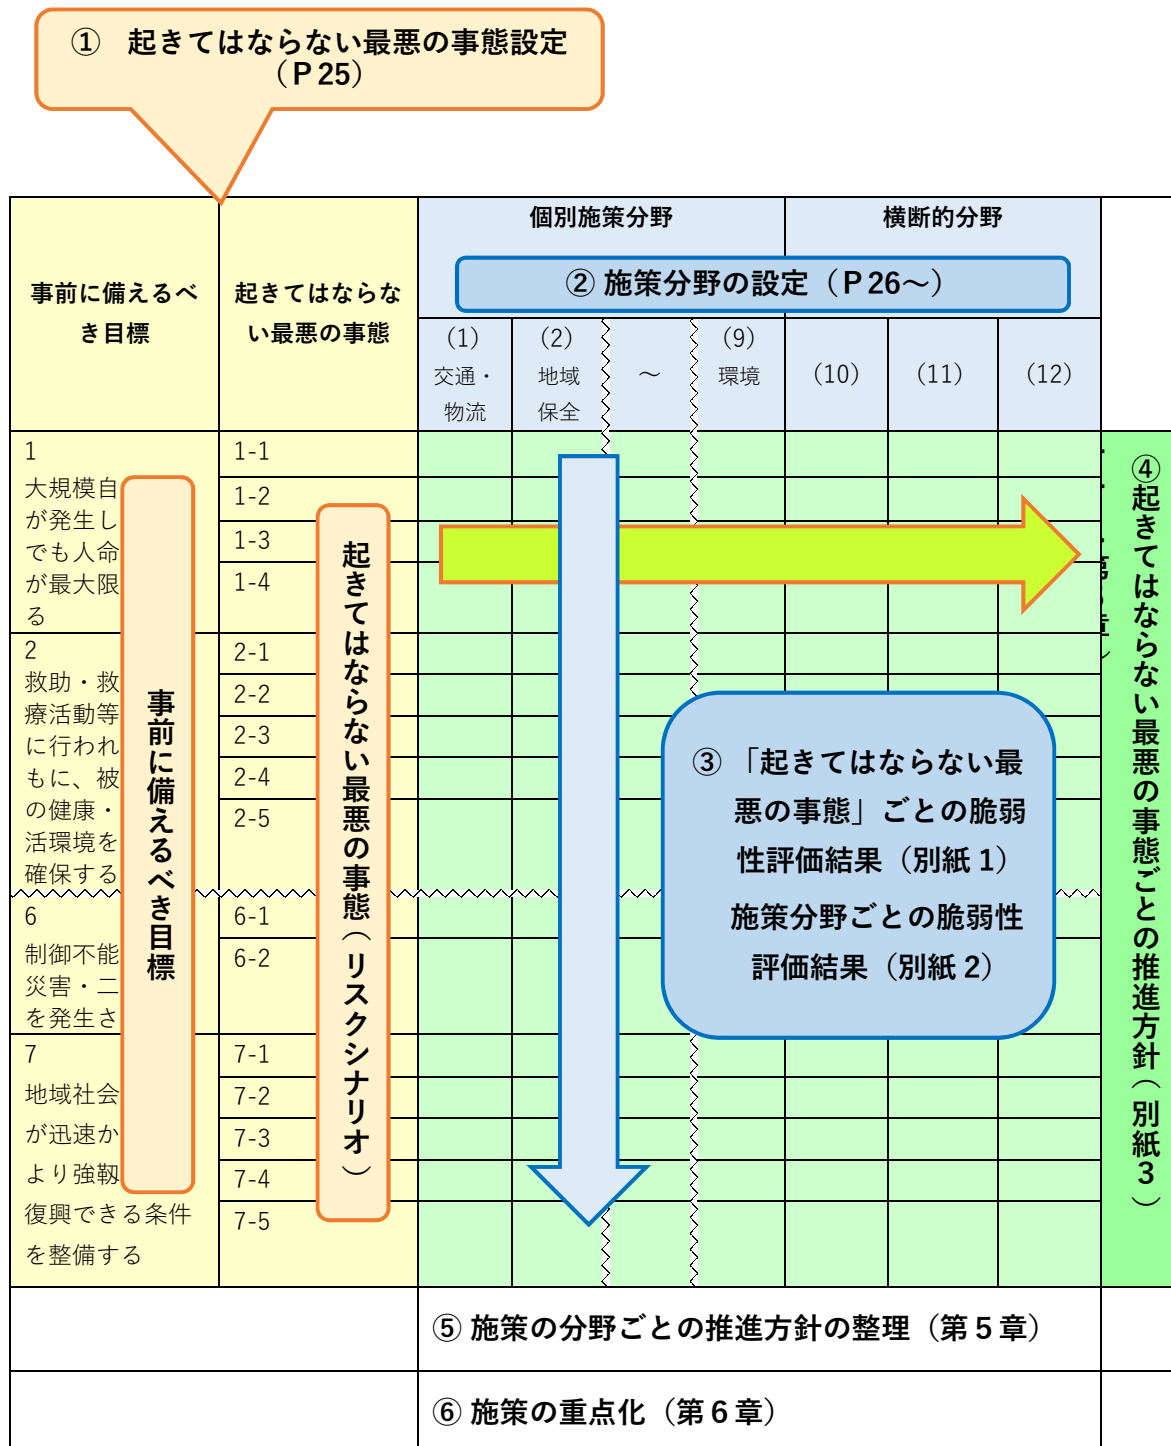 ① 起きてはならない最悪の事態設定
（Ｐ25）
個別施策分野
横断的分野
② 施策分野の設定（Ｐ26～）
事前に備えるべ
き目標
起きてはならな
い最悪の事態
(1)
交通・
物流
(2)
地域
保全
～
(9)
環境
(10)
(11)
(12)
1
大規模自
が発生し
でも人命
が最大限
る
1-1
1-2
1-3
1-4
2
救助・救
療活動等
に行われ
もに、被
の健康・
活環境を
確保する
2-1
2-2
2-3
2-4
2-5
6
制御不能
災害・二
を発生さ
6-1
6-2
7
地域社会
が迅速か
より強靱
復興できる条件
を整備する
7-1
7-2
7-3
7-4
7-5
事前に備えるべき目標
起きてはならない最悪の事態（リスクシナリオ）
③ 「起きてはならない最
悪の事態」ごとの脆弱
性評価結果（別紙１）
施策分野ごとの脆弱性
評価結果（別紙２）
④起きてはならない最悪の事態ごとの推進方針（別紙３）
⑤ 施策の分野ごとの推進方針の整理（第５章）
⑥ 施策の重点化（第６章）